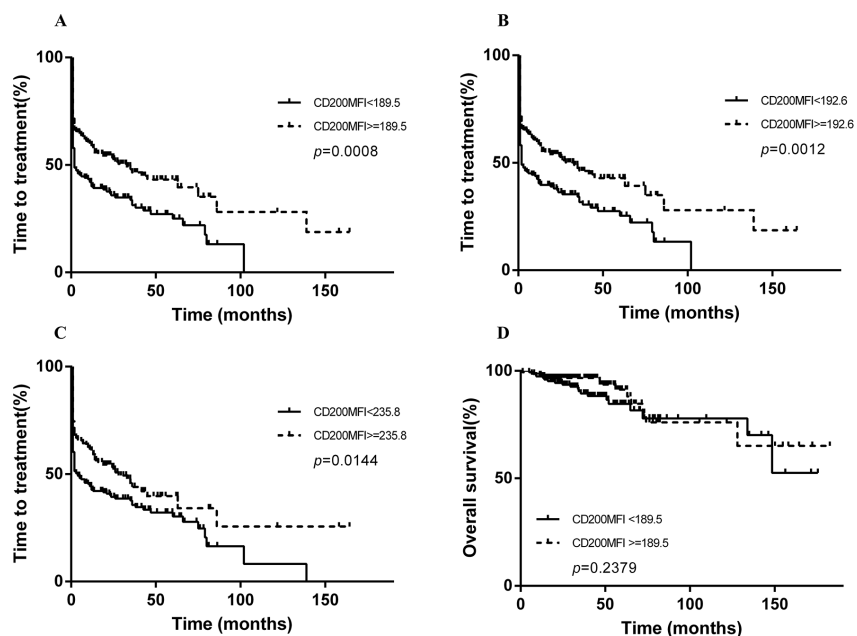 A
100
50
0
Time to treatment(%)
CD200MFI<189.5
CD200MFI>=189.5
p=0.0008
0 50 100 150
Time (months)
B
100
50
0
Time to treatment(%)
CD200MFI<192.6
CD200MFI>=192.6
p=0.0012
0 50 100 150
Time (months)
C
100
50
0
Time to treatment(%)
CD200MFI<235.8
CD200MFI>=235.8
p=0.0144
0 50 100 150
Time (months)
D
100
50
0
Overall survival(%)
CD200MFI <189.5
CD200MFI >=189.5
p=0.2379
0 50 100 150
Time (months)